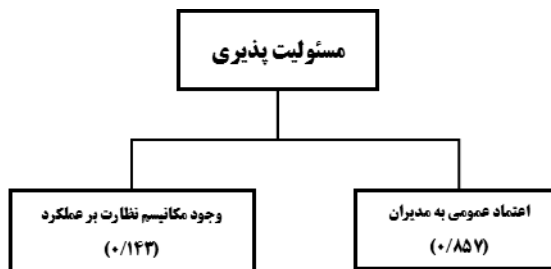 مسئولیت پذیری
اعتماد عمومی به مدیران
(۰/۸۵۷)
وجود مکانیسم نظارت بر عملکرد
(۰/۱۴۳)